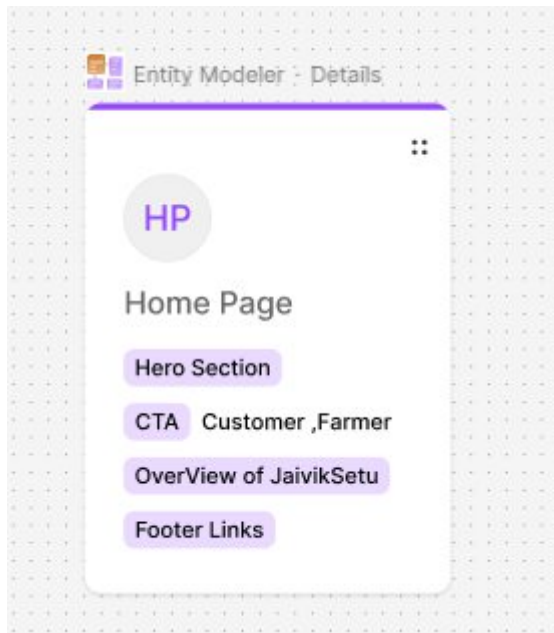 Entity Modeler - Details
HP
Home Page
Hero Section
CTA Customer ,Farmer
OverView of JaivikSetu
Footer Links